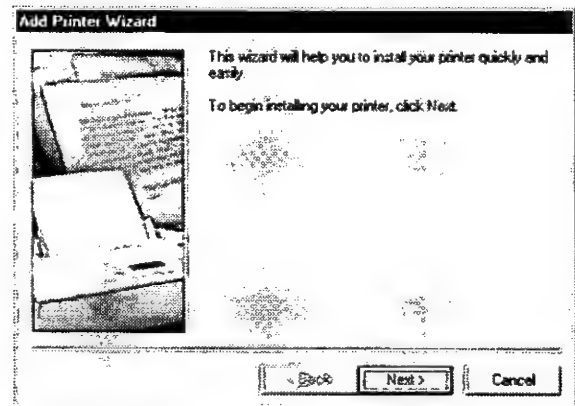 Add Printer Wizard
This wizard will help you to install your printer quickly and
easily.
To begin installing your printer, click Next.
< Back
Next >
Cancel